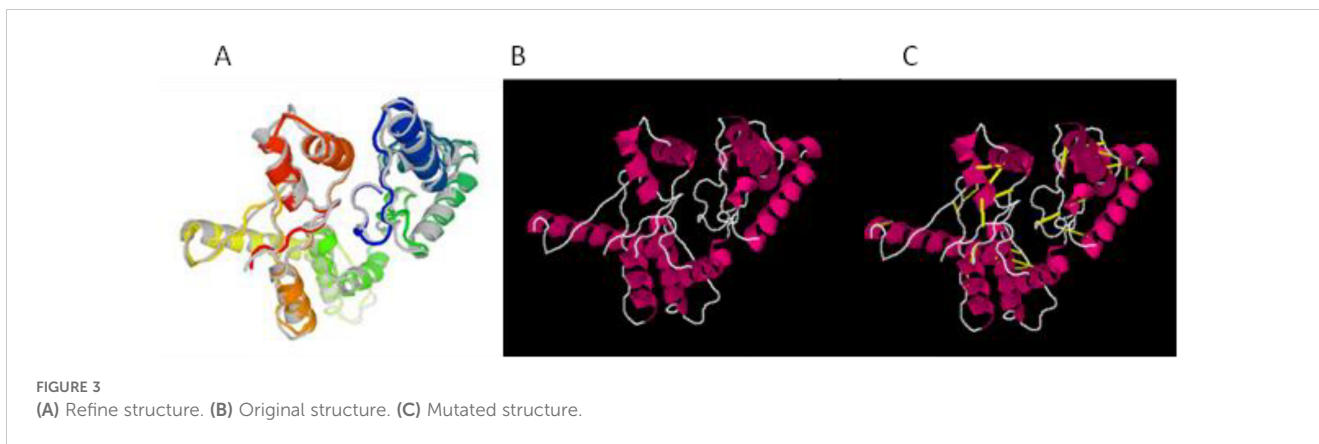 A B C
FIGURE 3
(A) Refine structure. (B) Original structure. (C) Mutated structure.